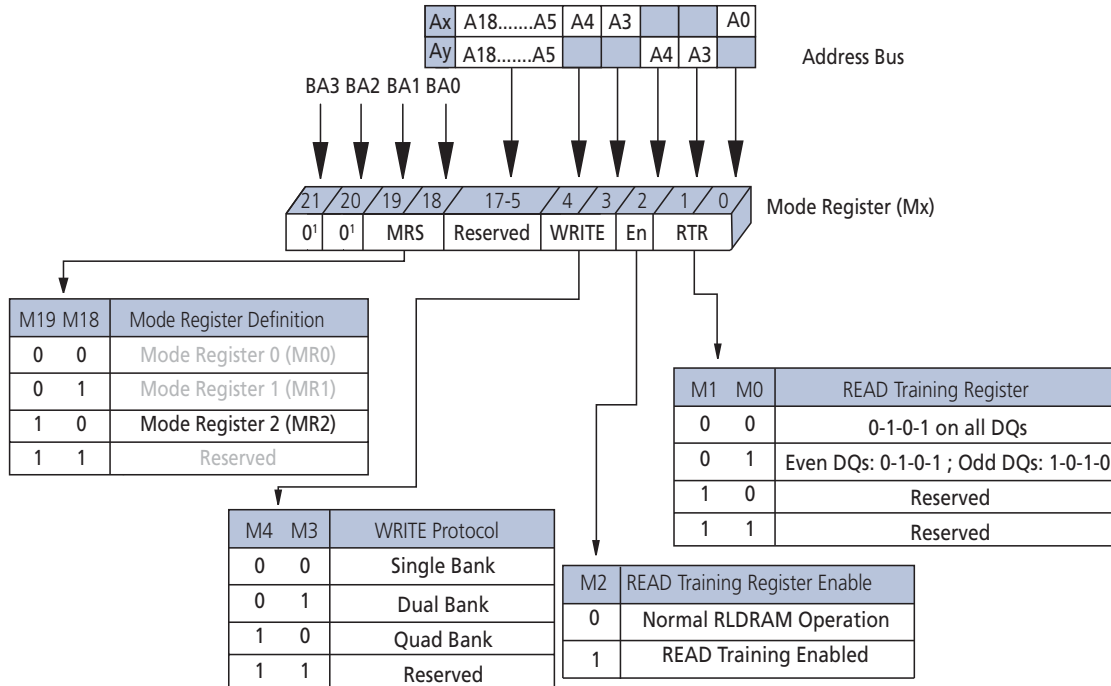 Ax A18.......A5 A4 A3 A0
Ay A18.......A5 A4 A3
Address Bus
BA3 BA2 BA1 BA0
21 20 19 18 17-5 4 3 2 1 0
Mode Register (Mx)
0¹ 0¹ MRS Reserved WRITE En RTR
M19 M18 Mode Register Definition
0 0 Mode Register 0 (MR0)
0 1 Mode Register 1 (MR1)
1 0 Mode Register 2 (MR2)
1 1 Reserved
M1 M0 READ Training Register
0 0 0-1-0-1 on all DQs
0 1 Even DQs: 0-1-0-1 ; Odd DQs: 1-0-1-0
1 0 Reserved
1 1 Reserved
M4 M3 WRITE Protocol
0 0 Single Bank
0 1 Dual Bank
1 0 Quad Bank
1 1 Reserved
M2 READ Training Register Enable
0 Normal RLDRAM Operation
1 READ Training Enabled